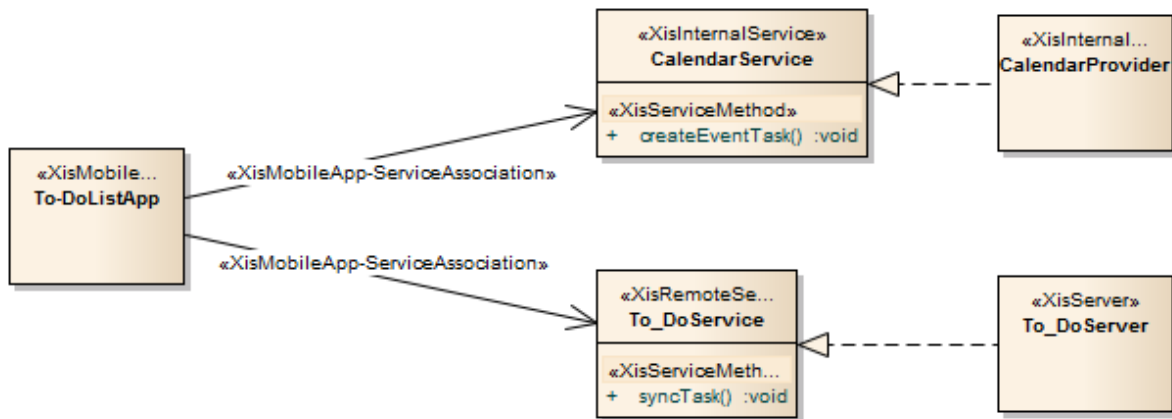 «XisInternalService»
CalendarService
«XisServiceMethod»
+ createEventTask() :void
«XisInternal...
CalendarProvider
«XisMobile...
To-DoListApp
«XisMobileApp-ServiceAssociation»
«XisMobileApp-ServiceAssociation»
«XisRemoteSe...
To_DoService
«XisServiceMeth...
+ syncTask() :void
«XisServer»
To_DoServer